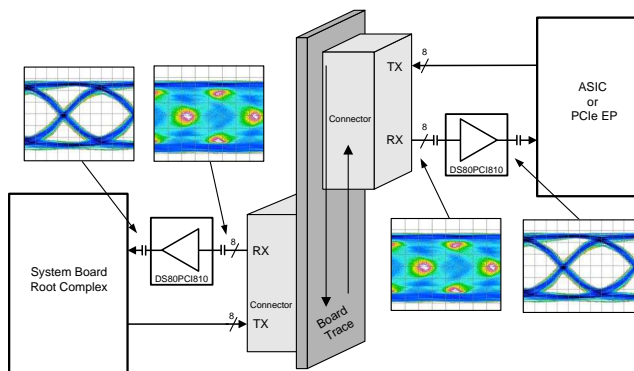 8
TX
ASIC
or
PCIe EP
Connector
8
RX
DS80PCI810
8
RX
DS80PCI810
System Board
Root Complex
Connector
8
TX
Board
Trace